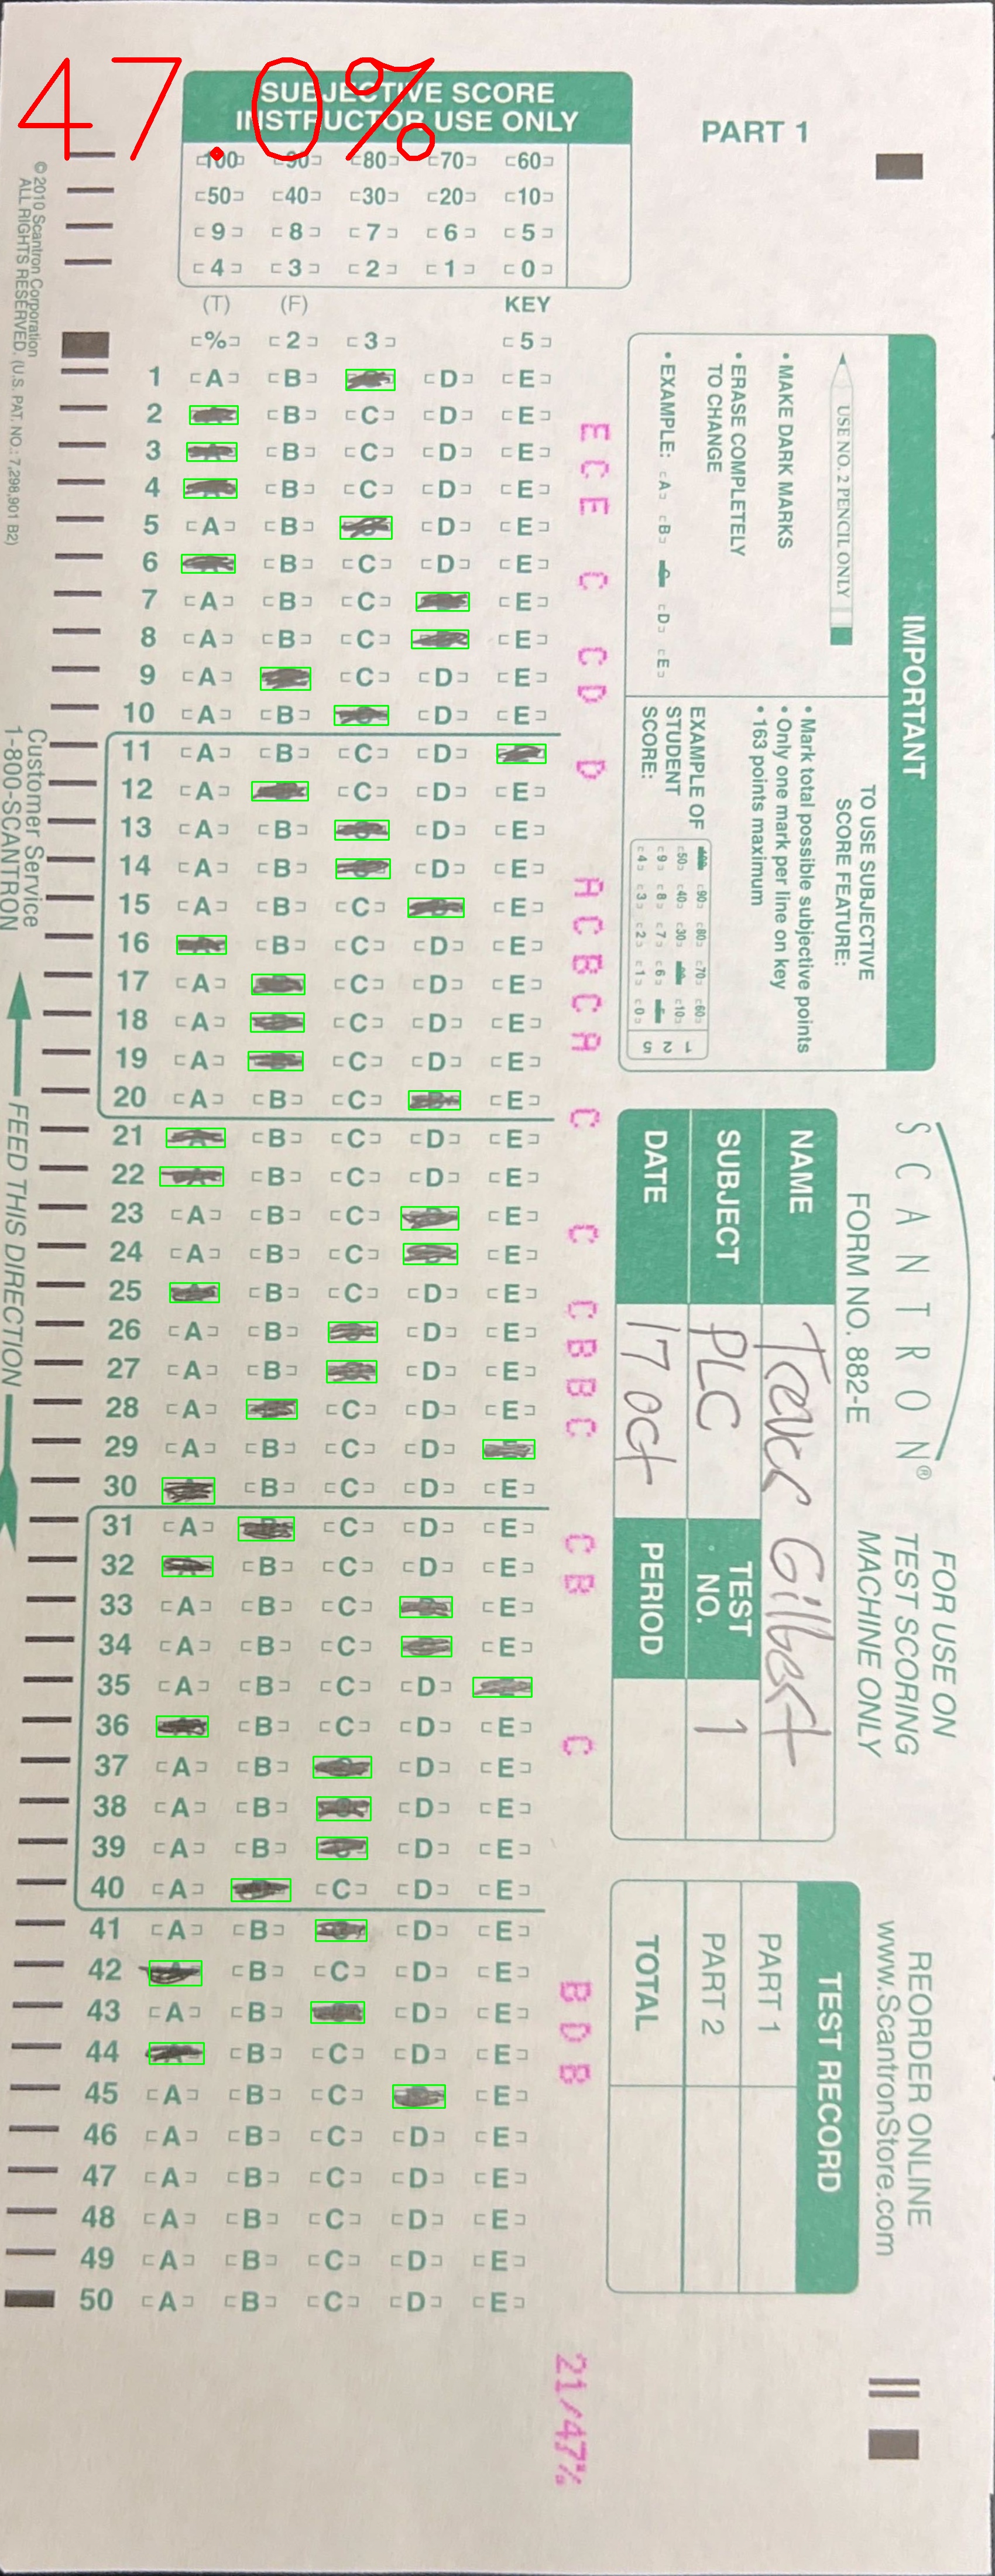 47.0%
SUBJECTIVE SCORE
INSTRUCTOR USE ONLY
100 90 80 70 60
50 40 30 20 10
9 8 7 6 5
4 3 2 1 0
PART 1
(T) (F) KEY
% 2 3 5
1 A B D E
2 B C D E
3 B C D E
4 B C D E
5 A B D E
6 B C D E
7 A B C E
8 A B C E
9 A C D E
10 A B D E
11 A B C D
12 A C D E
13 A B D E
14 A B D E
15 A B C E
16 B C D E
17 A C D E
18 A C D E
19 A C D E
20 A B C E
21 B C D E
22 B C D E
23 A B C E
24 A B C E
25 B C D E
26 A B D E
27 A B D E
28 A C D E
29 A B C D
30 B C D E
31 A C D E
32 B C D E
33 A B C E
34 A B C E
35 A B C D
36 B C D E
37 A B D E
38 A B D E
39 A B D E
40 A C D E
41 A B D E
42 B C D E
43 A B D E
44 B C D E
45 A B C E
46 A B C D E
47 A B C D E
48 A B C D E
49 A B C D E
50 A B C D E
E
C
E
C
C
D
D
A
C
B
C
A
C
C
C
B
B
C
C
B
C
B
D
B
21/47%
© 2010 Scantron Corporation
ALL RIGHTS RESERVED. (U.S. PAT. NO.: 7,298,901 B2)
Customer Service
1-800-SCANTRON
FEED THIS DIRECTION
IMPORTANT
USE NO. 2 PENCIL ONLY
• MAKE DARK MARKS
• ERASE COMPLETELY
TO CHANGE
• EXAMPLE: A B D E
TO USE SUBJECTIVE
SCORE FEATURE:
• Mark total possible subjective points
• Only one mark per line on key
• 163 points maximum
EXAMPLE OF
STUDENT
SCORE:
90 80 70 60
50 40 30 10
9 8 7 6
4 3 2 1 0
1 2 5
SCANTRON®
FORM NO. 882-E
FOR USE ON
TEST SCORING
MACHINE ONLY
REORDER ONLINE
www.ScantronStore.com
NAME Trevor Gilbert
SUBJECT PLC
TEST
NO. 1
DATE 17 Oct
PERIOD
TEST RECORD
PART 1
PART 2
TOTAL